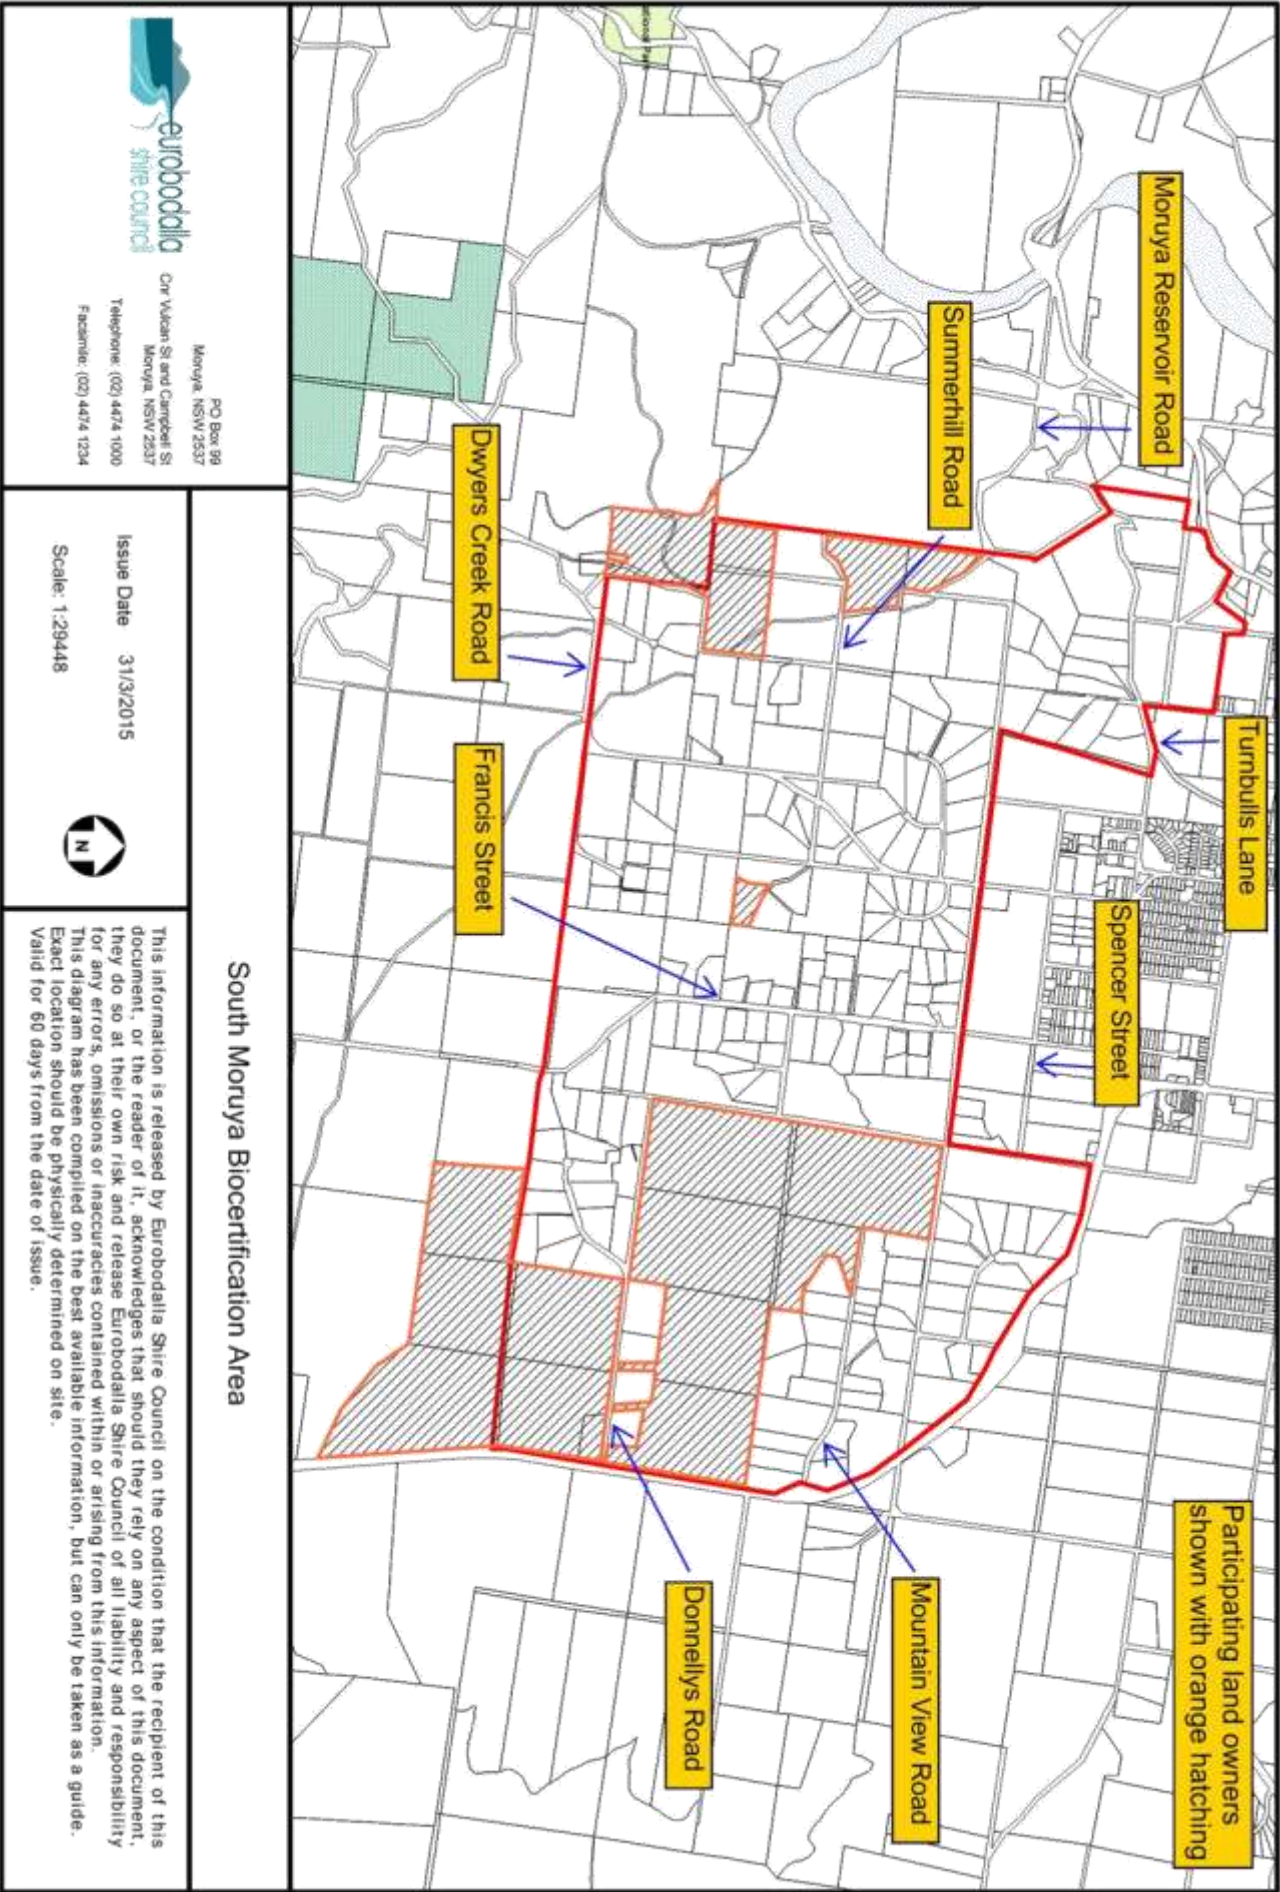 Participating land owners
shown with orange hatching
Moruya Reservoir Road
Turnbulls Lane
Spencer Street
Summerhill Road
Mountain View Road
Dwyers Creek Road
Francis Street
Donnellys Road
South Moruya Biocertification Area
eurobodalla
shire council
PO Box 99
Moruya, NSW 2537
Cnr Vulcan St and Campbell St
Moruya, NSW 2537
Telephone: (02) 4474 1000
Facsimile: (02) 4474 1234
Issue Date 31/3/2015
Scale: 1:29448
N
This information is released by Eurobodalla Shire Council on the condition that the recipient of this
document, or the reader of it, acknowledges that should they rely on any aspect of this document,
they do so at their own risk and release Eurobodalla Shire Council of all liability and responsibility
for any errors, omissions or inaccuracies contained within or arising from this information.
This diagram has been compiled on the best available information, but can only be taken as a guide.
Exact location should be physically determined on site.
Valid for 60 days from the date of issue.